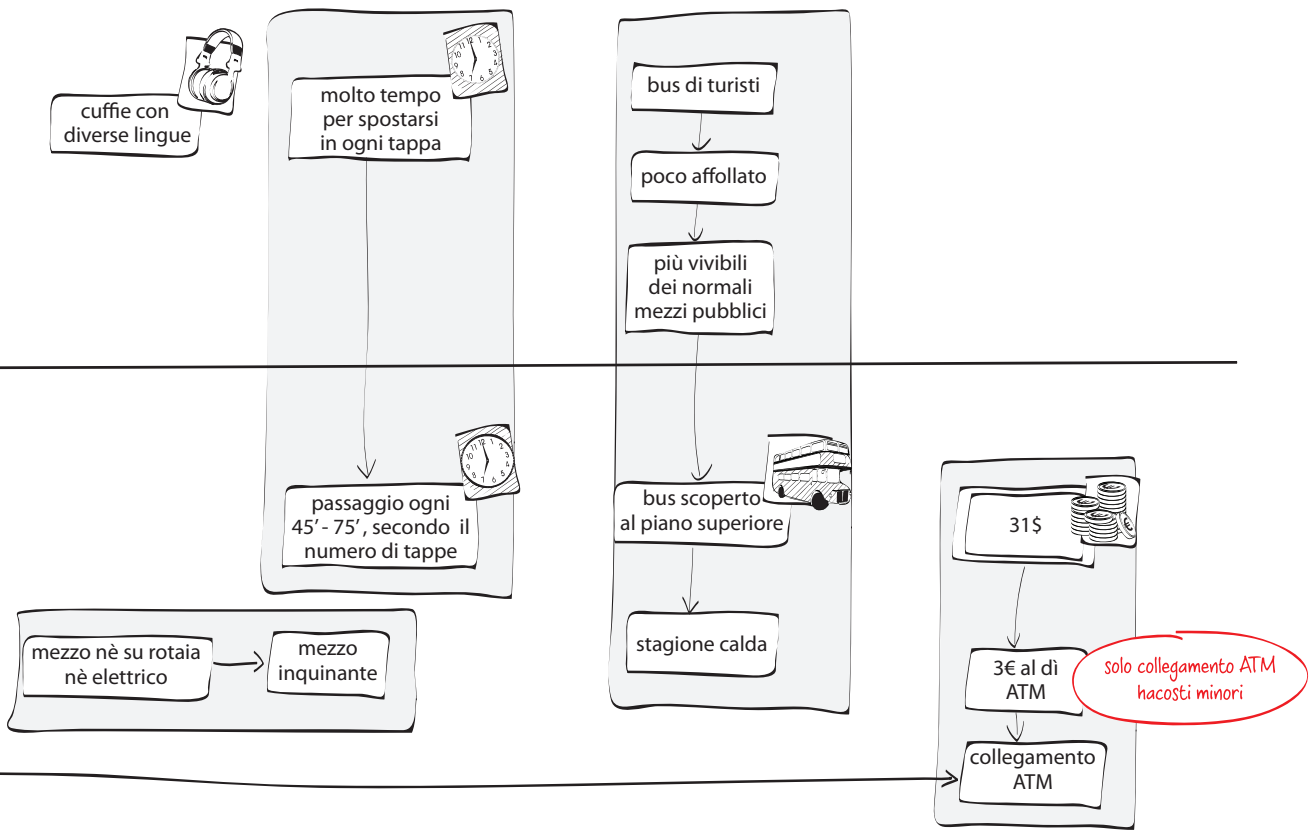 cuffie con
diverse lingue
molto tempo
per spostarsi
in ogni tappa
passaggio ogni
45’ - 75’, secondo il
numero di tappe
bus di turisti
poco affollato
più vivibili
dei normali
mezzi pubblici
bus scoperto
al piano superiore
stagione calda
mezzo nè su rotaia
nè elettrico
mezzo
inquinante
31$
3€ al dì
ATM
solo collegamento ATM
hacosti minori
collegamento
ATM